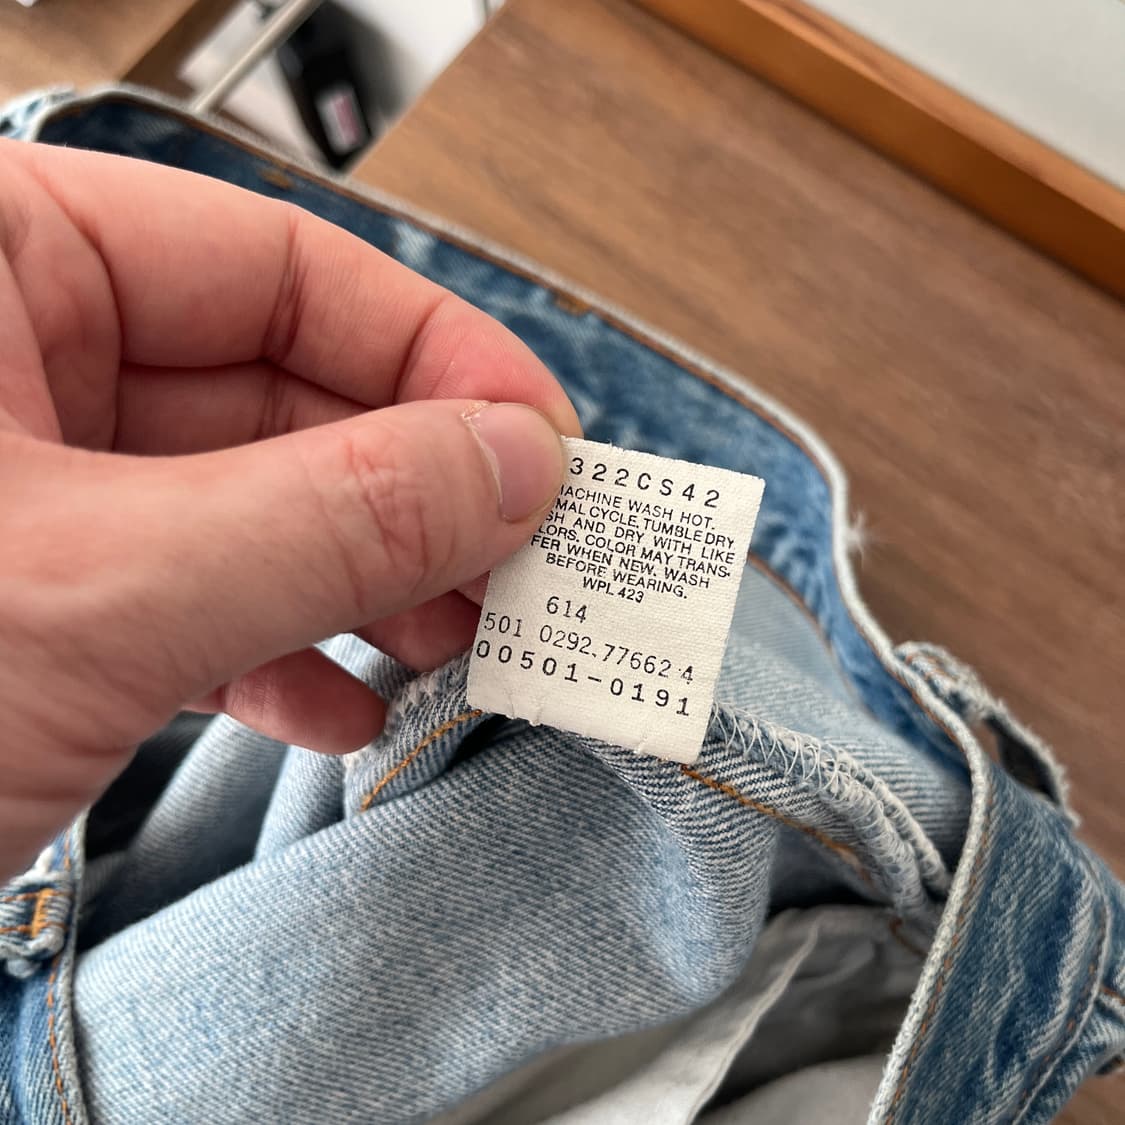 322CS42
MACHINE WASH HOT.
MAL CYCLE, TUMBLE DRY
SH AND DRY WITH LIKE
LORS. COLOR MAY TRANS-
FER WHEN NEW. WASH
BEFORE WEARING.
WPL 423
614
501 0292.77662 4
00501-0191